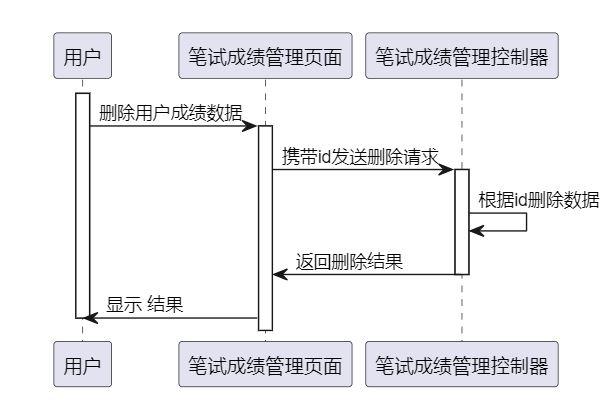 用户
笔试成绩管理页面
笔试成绩管理控制器
删除用户成绩数据
携带id发送删除请求
根据id删除数据
返回删除结果
显示 结果
用户
笔试成绩管理页面
笔试成绩管理控制器